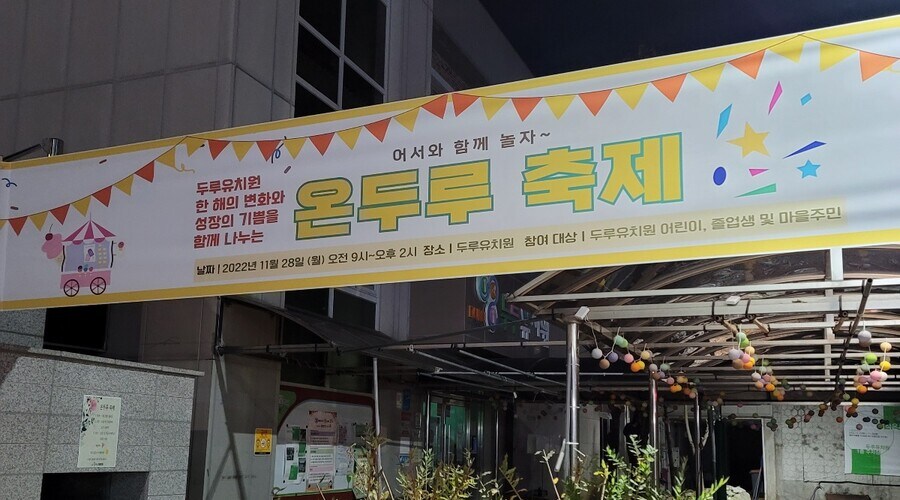 어서와 함께 놀자~
두루유치원
한 해의 변화와
성장의 기쁨을
함께 나누는
온두루 축제
날짜 | 2022년 11월 28일 (월) 오전 9시~오후 2시 장소 | 두루유치원 참여 대상 | 두루유치원 어린이, 졸업생 및 마을주민